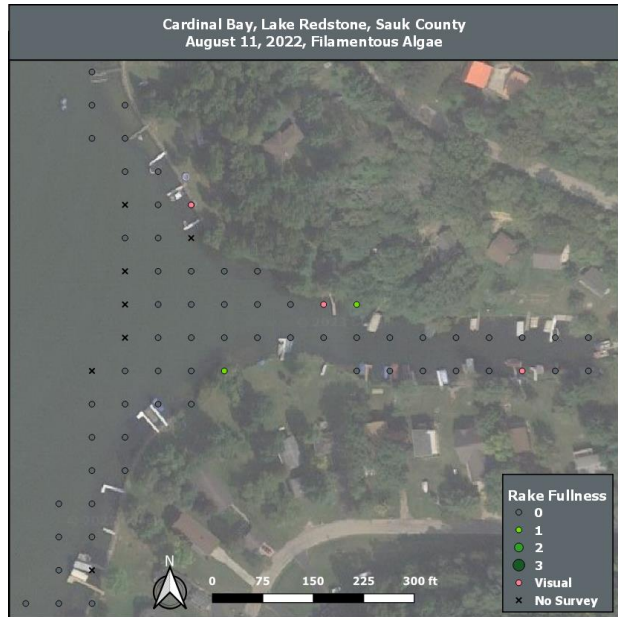 Cardinal Bay, Lake Redstone, Sauk County
August 11, 2022, Filamentous Algae
Rake Fullness
0
1
2
3
Visual
No Survey
N
0 75 150 225 300 ft